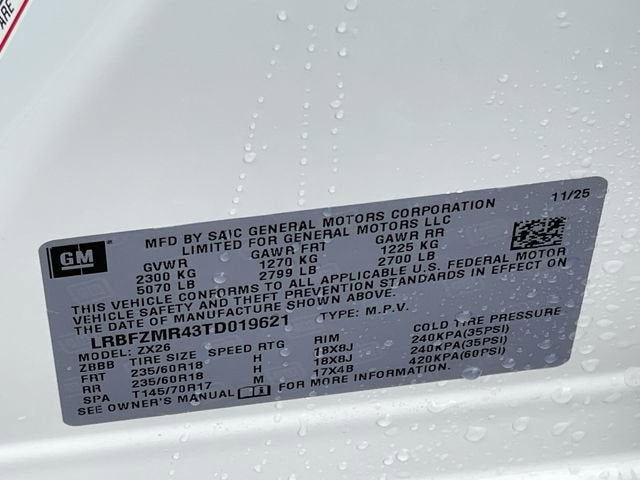 ARE
11/25
MFD BY SAIC GENERAL MOTORS CORPORATION
LIMITED FOR GENERAL MOTORS LLC
GM
GVWR GAWR FRT GAWR RR
2300 KG 1270 KG 1225 KG
5070 LB 2799 LB 2700 LB
THIS VEHICLE CONFORMS TO ALL APPLICABLE U.S. FEDERAL MOTOR
VEHICLE SAFETY AND THEFT PREVENTION STANDARDS IN EFFECT ON
THE DATE OF MANUFACTURE SHOWN ABOVE.
LRBFZMR43TD019621 TYPE: M.P.V.
MODEL: ZX26
ZBBB TIRE SIZE SPEED RTG RIM COLD TIRE PRESSURE
FRT 235/60R18 H 18X8J 240KPA(35PSI)
RR 235/60R18 H 18X8J 240KPA(35PSI)
SPA T145/70R17 M 17X4B 420KPA(60PSI)
SEE OWNER'S MANUAL FOR MORE INFORMATION.